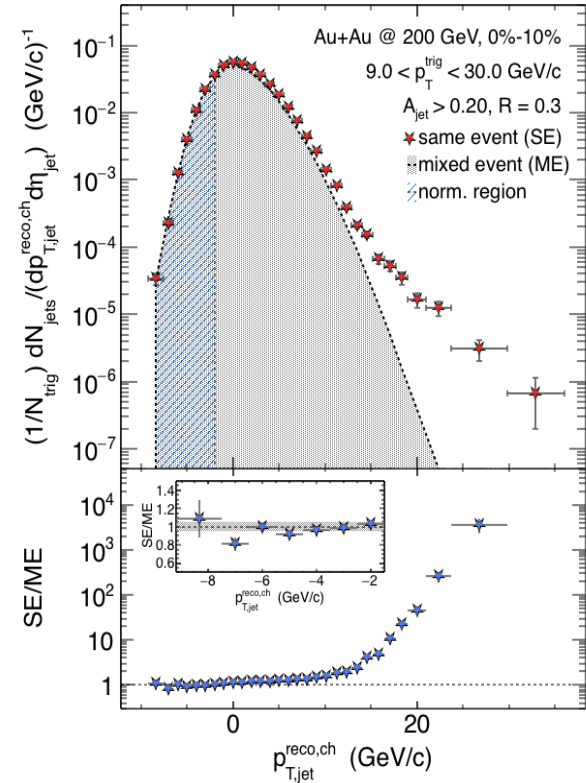 Au+Au @ 200 GeV, 0%-10%
9.0 < p_T^trig < 30.0 GeV/c
A_jet > 0.20, R = 0.3
same event (SE)
mixed event (ME)
norm. region
(1/N_trig) dN_jets/(dp_T,jet^reco,ch dη_jet) (GeV/c)^-1
10^-1
10^-2
10^-3
10^-4
10^-5
10^-6
10^-7
SE/ME
10^4
10^3
10^2
10
1
SE/ME
1.4
1.2
1
0.8
0.6
−8 −6 −4 −2
p_T,jet^reco,ch (GeV/c)
0 20
p_T,jet^reco,ch (GeV/c)